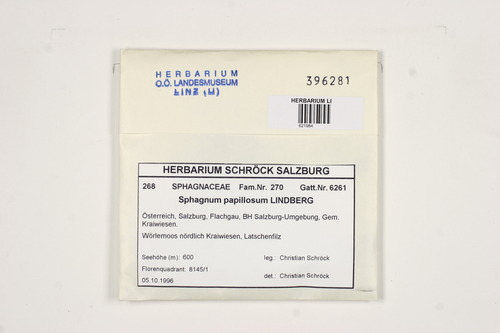 HERBARIUM
O.Ö. LANDESMUSEUM
LINZ (LI)
396281
HERBARIUM LI
HERBARIUM SCHRÖCK SALZBURG
268 SPHAGNACEAE Fam.Nr. 270 Gatt.Nr. 6261
Sphagnum papillosum LINDBERG
Österreich, Salzburg, Flachgau, BH Salzburg-Umgebung, Gem.
Kraiwiesen.
Wörlemoos nördlich Kraiwiesen, Latschenfilz
Seehöhe (m): 600 leg.: Christian Schröck
Florenquadrant: 8145/1
det.: Christian Schröck
05.10.1996